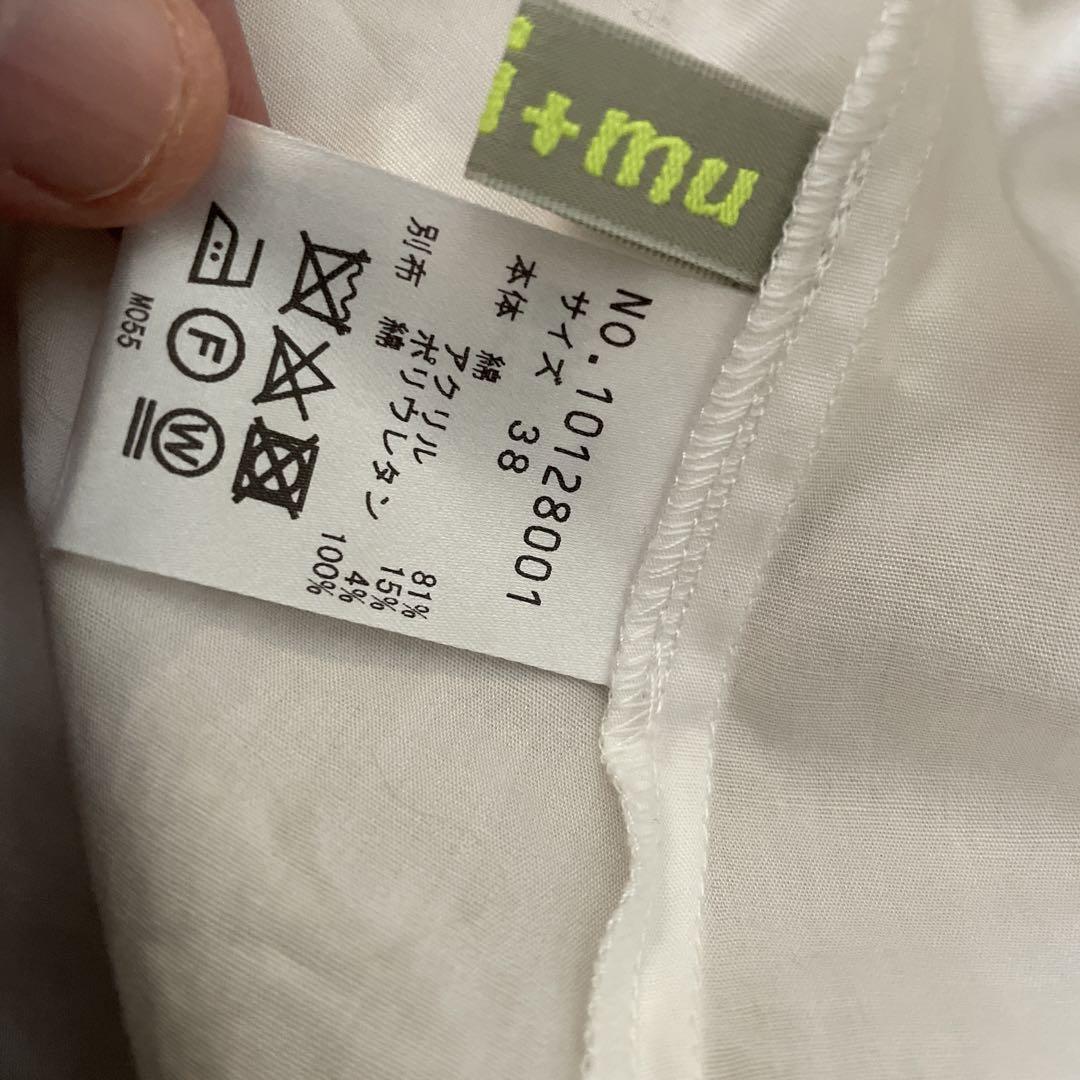 i+mu
NO.10128001
サイズ 38
本体 綿 81%
アクリル 15%
ポリウレタン 4%
別布 綿 100%
F
W
M055